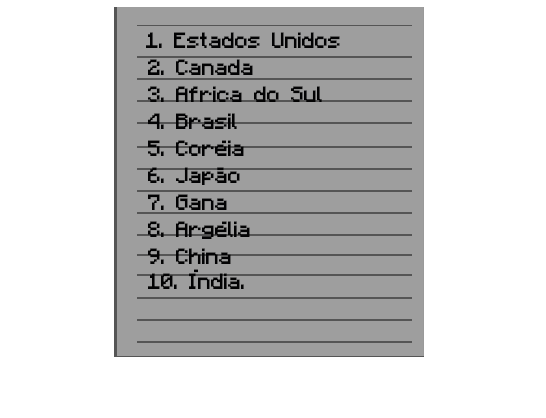 1. Estados Unidos
2. Canada
3. Africa do Sul
4. Brasil
5. Coréia
6. Japão
7. Gana
8. Argélia
9. China
10. Índia.